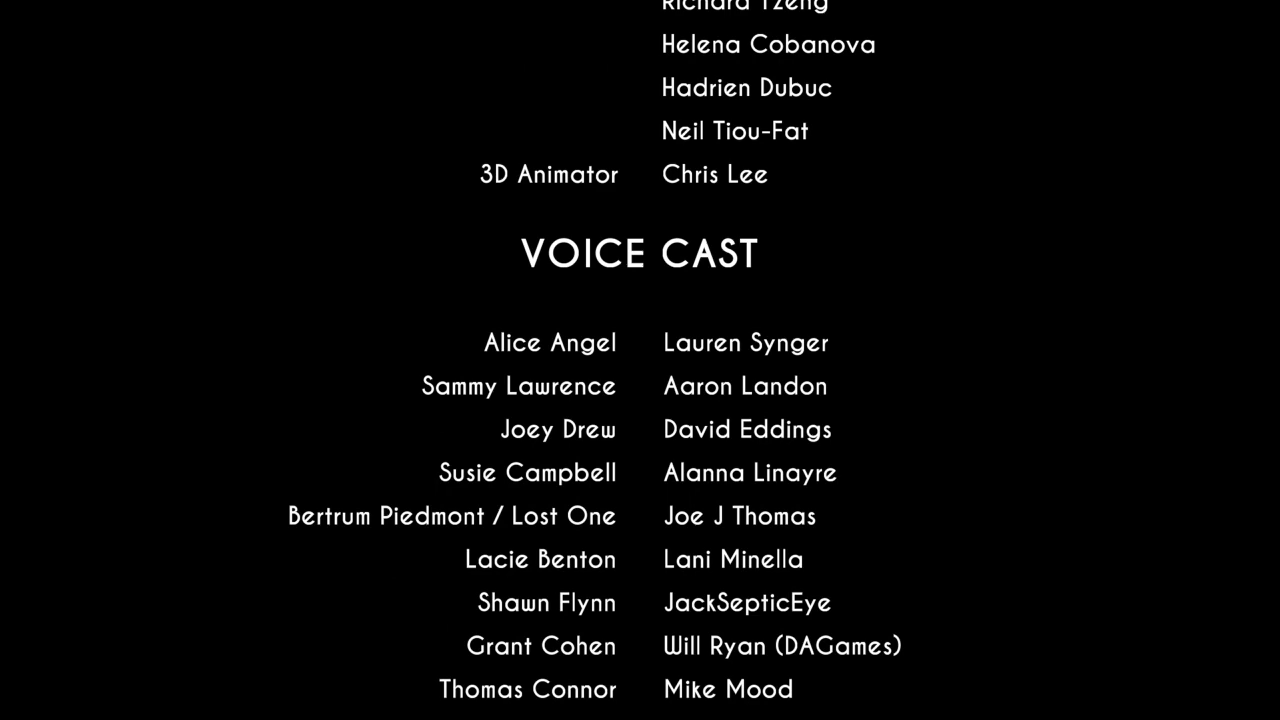 Richard Tzeng
Helena Cobanova
Hadrien Dubuc
Neil Tiou-Fat
3D Animator Chris Lee
VOICE CAST
Alice Angel Lauren Synger
Sammy Lawrence Aaron Landon
Joey Drew David Eddings
Susie Campbell Alanna Linayre
Bertrum Piedmont / Lost One Joe J Thomas
Lacie Benton Lani Minella
Shawn Flynn JackSepticEye
Grant Cohen Will Ryan (DAGames)
Thomas Connor Mike Mood